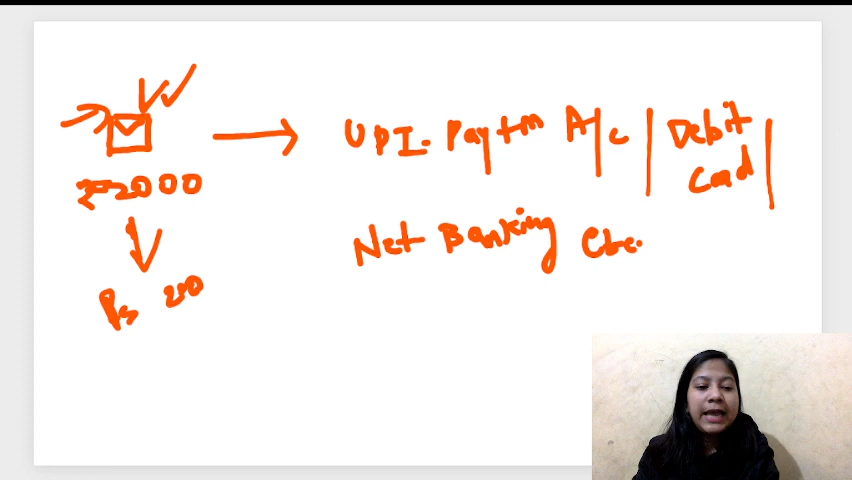 UPI. Paytm A/c | Debit Card |
₹2000
Net Banking etc.
Rs 20